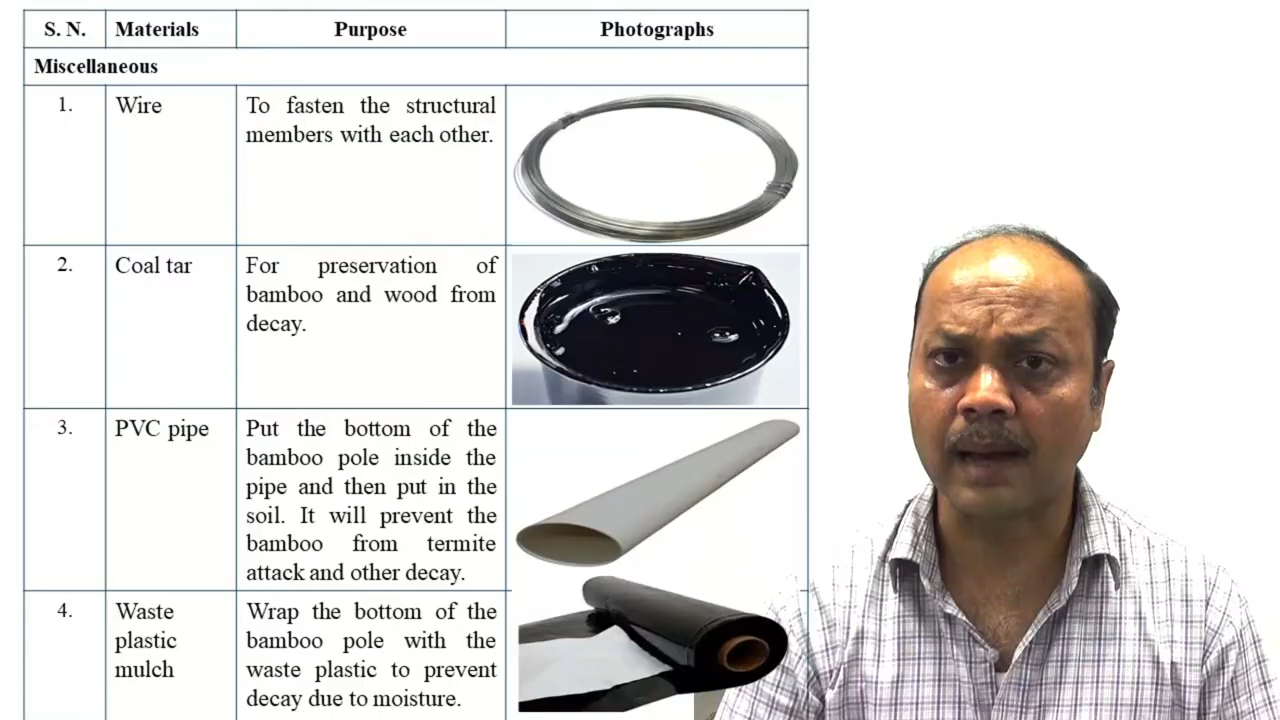 S. N. Materials Purpose Photographs
Miscellaneous
1. Wire To fasten the structural
members with each other.
2. Coal tar For preservation of
bamboo and wood from
decay.
3. PVC pipe Put the bottom of the
bamboo pole inside the
pipe and then put in the
soil. It will prevent the
bamboo from termite
attack and other decay.
4. Waste Wrap the bottom of the
plastic bamboo pole with the
mulch waste plastic to prevent
decay due to moisture.